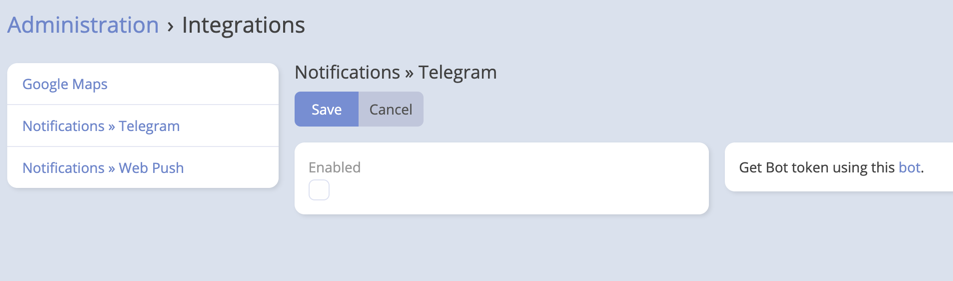 Administration › Integrations
Google Maps
Notifications » Telegram
Notifications » Web Push
Notifications » Telegram
Save Cancel
Enabled
Get Bot token using this bot.